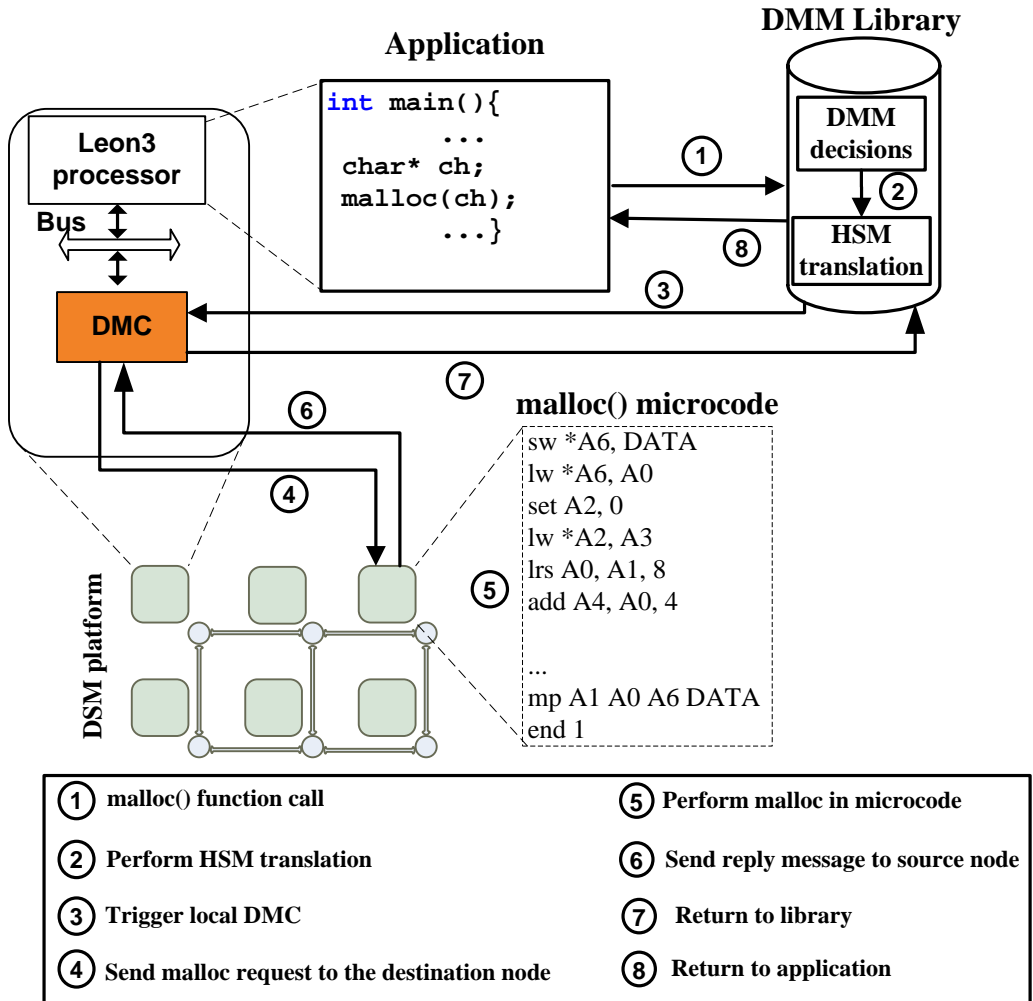 DMM Library
Application
Leon3
processor
Bus
DMC
int main(){
...
char* ch;
malloc(ch);
...}
1
8
DMM
decisions
2
HSM
translation
3
7
6
4
malloc() microcode
sw *A6, DATA
lw *A6, A0
set A2, 0
lw *A2, A3
lrs A0, A1, 8
add A4, A0, 4
...
mp A1 A0 A6 DATA
end 1
5
DSM platform
1 malloc() function call
2 Perform HSM translation
3 Trigger local DMC
4 Send malloc request to the destination node
5 Perform malloc in microcode
6 Send reply message to source node
7 Return to library
8 Return to application